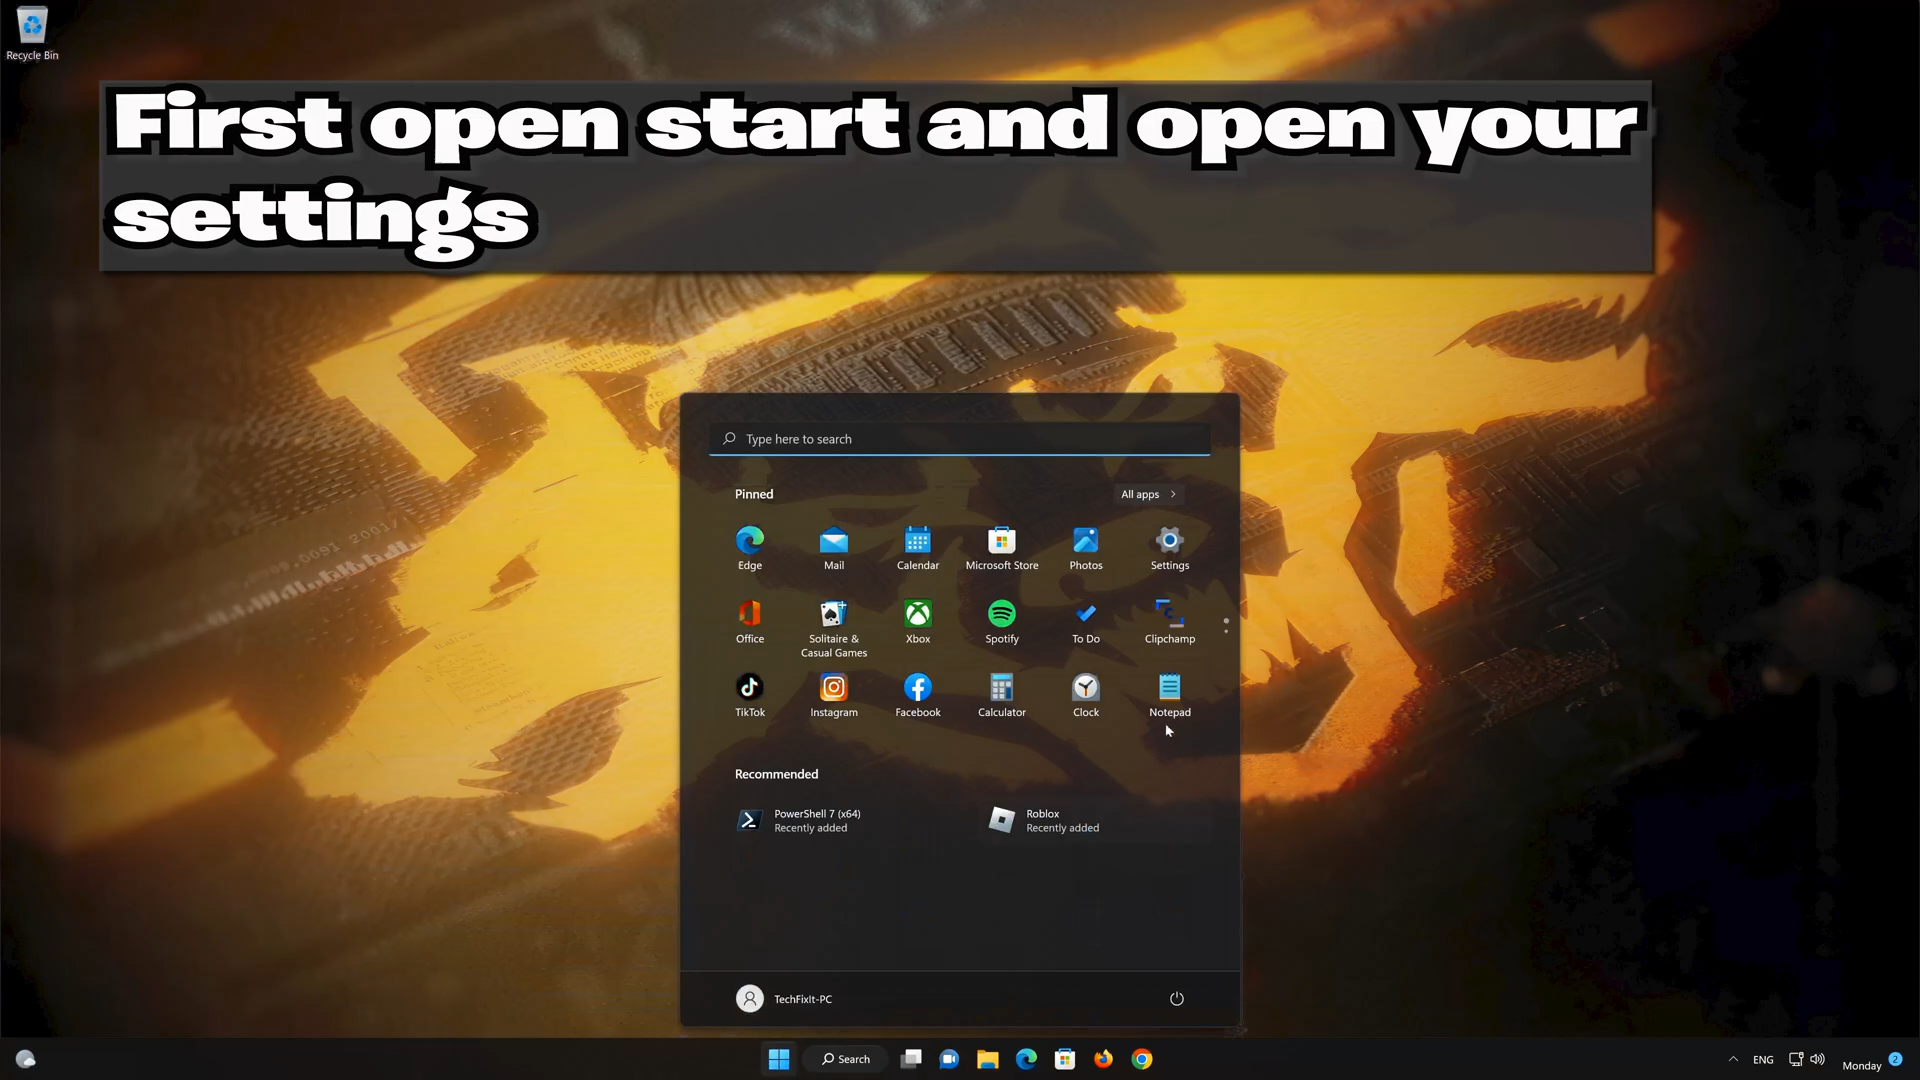 Recycle Bin
First open start and open your
settings
Type here to search
Pinned
All apps
Edge
Mail
Calendar
Microsoft Store
Photos
Settings
Office
Solitaire &
Casual Games
Xbox
Spotify
To Do
Clipchamp
TikTok
Instagram
Facebook
Calculator
Clock
Notepad
Recommended
PowerShell 7 (x64)
Recently added
Roblox
Recently added
TechFixIt-PC
Search
ENG
Monday
2